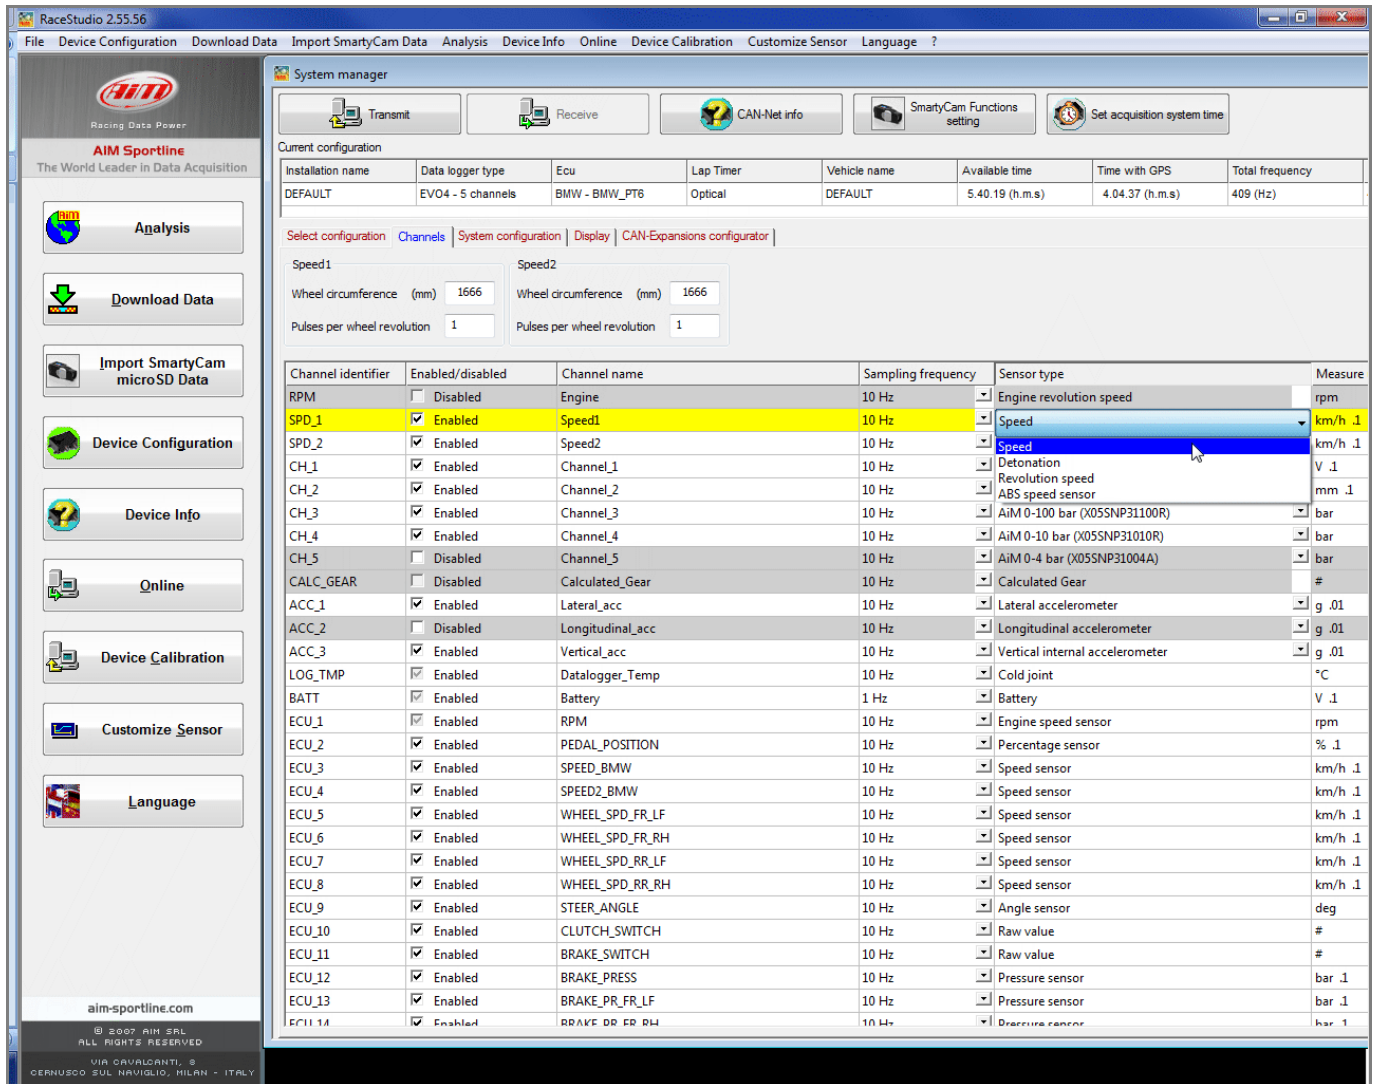 RaceStudio 2.55.56
File Device Configuration Download Data Import SmartyCam Data Analysis Device Info Online Device Calibration Customize Sensor Language ?
AiM
Racing Data Power
AIM Sportline
The World Leader in Data Acquisition
Analysis
Download Data
Import SmartyCam
microSD Data
Device Configuration
Device Info
Online
Device Calibration
Customize Sensor
Language
aim-sportline.com
© 2007 AIM SRL
ALL RIGHTS RESERVED
VIA CAVALCANTI, 8
CERNUSCO SUL NAVIGLIO, MILAN - ITALY
System manager
Transmit Receive CAN-Net info SmartyCam Functions setting Set acquisition system time
Current configuration
Installation name Data logger type Ecu Lap Timer Vehicle name Available time Time with GPS Total frequency
DEFAULT EVO4 - 5 channels BMW - BMW_PT6 Optical DEFAULT 5.40.19 (h.m.s) 4.04.37 (h.m.s) 409 (Hz)
Select configuration Channels System configuration Display CAN-Expansions configurator
Speed1 Speed2
Wheel circumference (mm) 1666 Wheel circumference (mm) 1666
Pulses per wheel revolution 1 Pulses per wheel revolution 1
Channel identifier Enabled/disabled Channel name Sampling frequency Sensor type Measure
RPM Disabled Engine 10 Hz Engine revolution speed rpm
SPD_1 Enabled Speed1 10 Hz Speed km/h .1
SPD_2 Enabled Speed2 10 Hz Speed km/h .1
CH_1 Enabled Channel_1 10 Hz Detonation V .1
Revolution speed
CH_2 Enabled Channel_2 10 Hz ABS speed sensor mm .1
CH_3 Enabled Channel_3 10 Hz AiM 0-100 bar (X05SNP31100R) bar
CH_4 Enabled Channel_4 10 Hz AiM 0-10 bar (X05SNP31010R) bar
CH_5 Disabled Channel_5 10 Hz AiM 0-4 bar (X05SNP31004A) bar
CALC_GEAR Disabled Calculated_Gear 10 Hz Calculated Gear #
ACC_1 Enabled Lateral_acc 10 Hz Lateral accelerometer g .01
ACC_2 Disabled Longitudinal_acc 10 Hz Longitudinal accelerometer g .01
ACC_3 Enabled Vertical_acc 10 Hz Vertical internal accelerometer g .01
LOG_TMP Enabled Datalogger_Temp 10 Hz Cold joint °C
BATT Enabled Battery 1 Hz Battery V .1
ECU_1 Enabled RPM 10 Hz Engine speed sensor rpm
ECU_2 Enabled PEDAL_POSITION 10 Hz Percentage sensor % .1
ECU_3 Enabled SPEED_BMW 10 Hz Speed sensor km/h .1
ECU_4 Enabled SPEED2_BMW 10 Hz Speed sensor km/h .1
ECU_5 Enabled WHEEL_SPD_FR_LF 10 Hz Speed sensor km/h .1
ECU_6 Enabled WHEEL_SPD_FR_RH 10 Hz Speed sensor km/h .1
ECU_7 Enabled WHEEL_SPD_RR_LF 10 Hz Speed sensor km/h .1
ECU_8 Enabled WHEEL_SPD_RR_RH 10 Hz Speed sensor km/h .1
ECU_9 Enabled STEER_ANGLE 10 Hz Angle sensor deg
ECU_10 Enabled CLUTCH_SWITCH 10 Hz Raw value #
ECU_11 Enabled BRAKE_SWITCH 10 Hz Raw value #
ECU_12 Enabled BRAKE_PRESS 10 Hz Pressure sensor bar .1
ECU_13 Enabled BRAKE_PR_FR_LF 10 Hz Pressure sensor bar .1
ECU_14 Enabled BRAKE_PR_FR_RH 10 Hz Pressure sensor bar .1